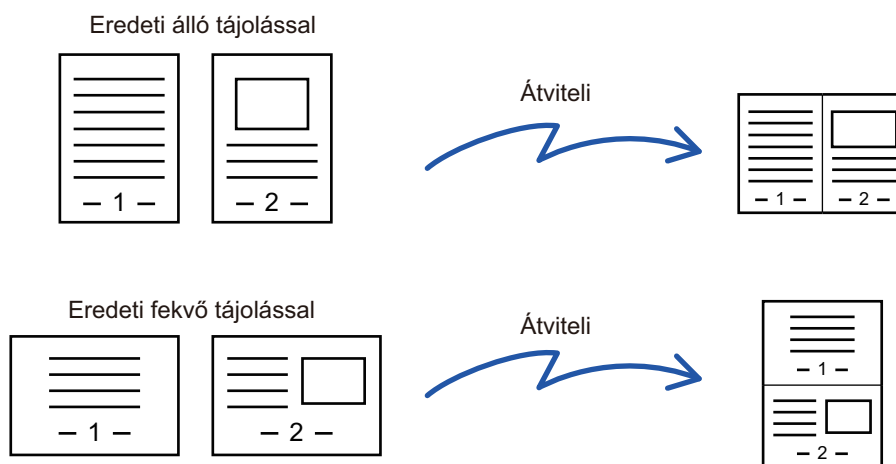 Eredeti álló tájolással
Átviteli
– 1 –
– 2 –
– 1 –
– 2 –
Eredeti fekvő tájolással
Átviteli
– 1 –
– 2 –
– 1 –
– 2 –